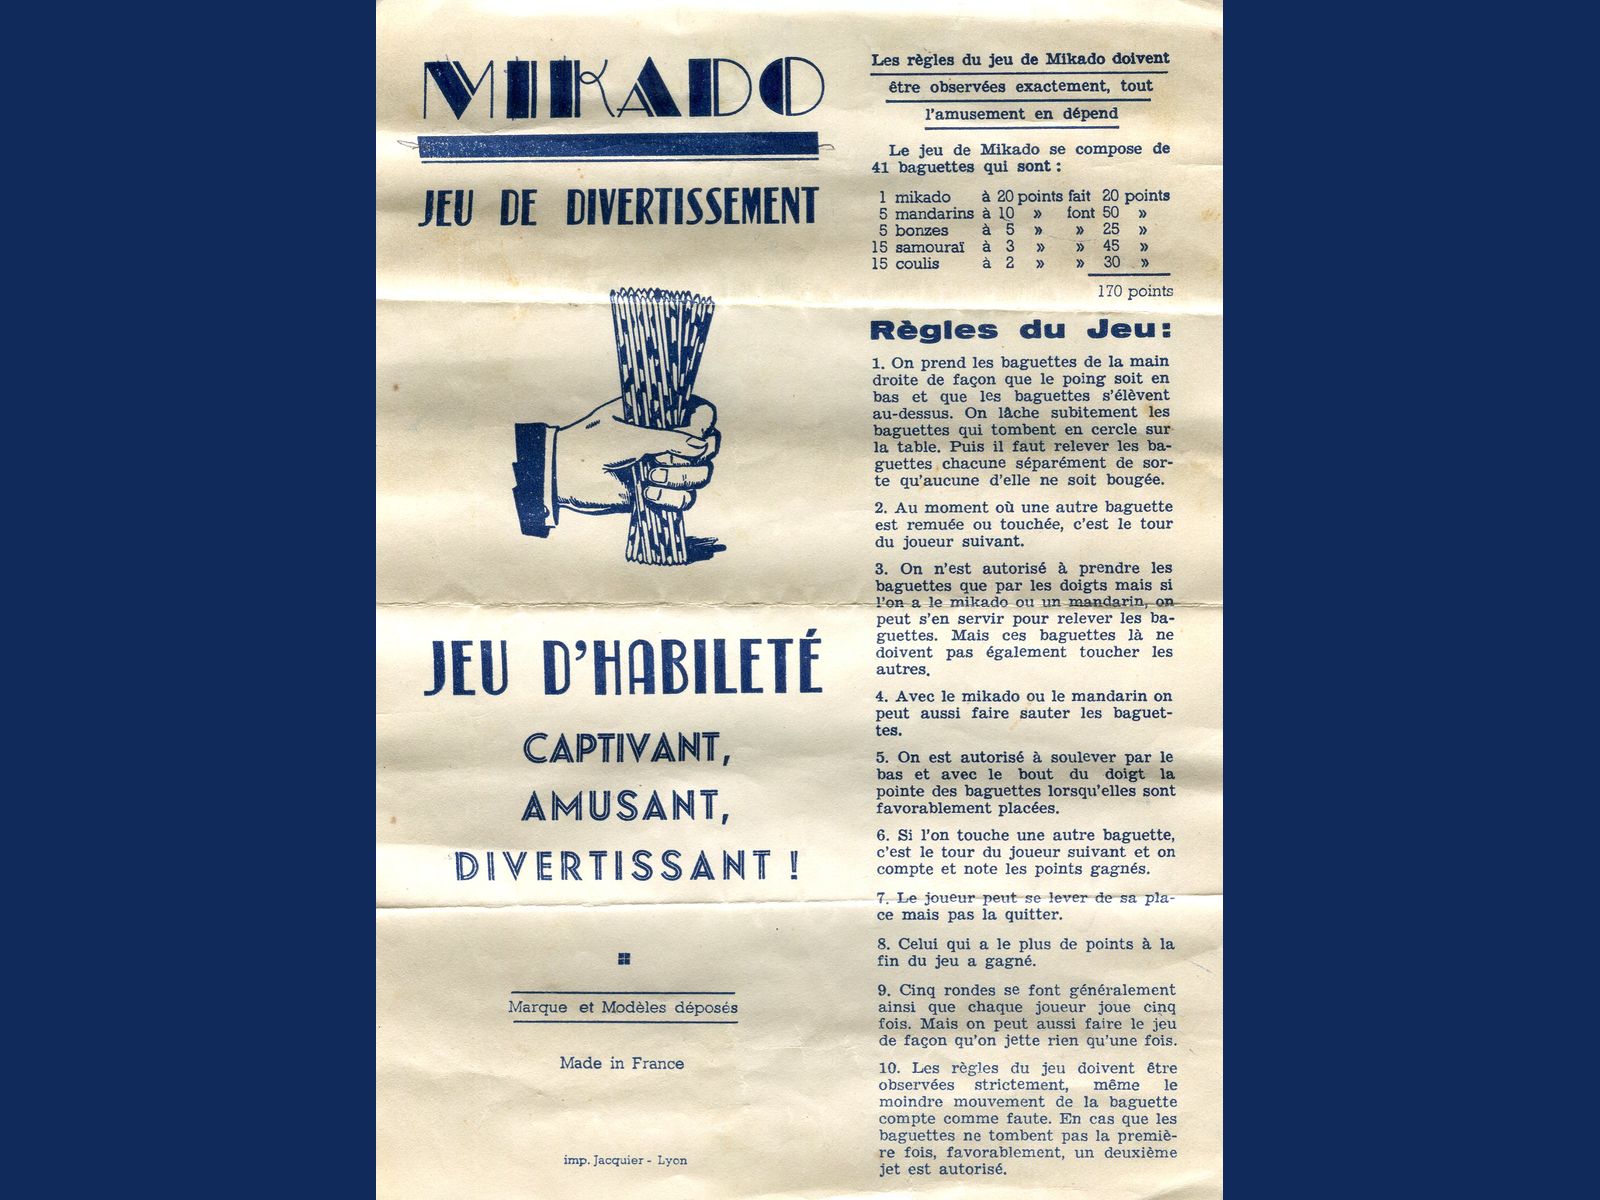 MIKADO
JEU DE DIVERTISSEMENT
JEU D'HABILETÉ
CAPTIVANT,
AMUSANT,
DIVERTISSANT !
Marque et Modèles déposés
Made in France
imp. Jacquier - Lyon
Les règles du jeu de Mikado doivent
être observées exactement, tout
l'amusement en dépend
Le jeu de Mikado se compose de
41 baguettes qui sont :
1 mikado à 20 points fait 20 points
5 mandarins à 10 » font 50 »
5 bonzes à 5 » » 25 »
15 samouraï à 3 » » 45 »
15 coulis à 2 » » 30 »
170 points
Règles du Jeu :
1. On prend les baguettes de la main
droite de façon que le poing soit en
bas et que les baguettes s'élèvent
au-dessus. On lâche subitement les
baguettes qui tombent en cercle sur
la table. Puis il faut relever les ba-
guettes chacune séparément de sor-
te qu'aucune d'elle ne soit bougée.
2. Au moment où une autre baguette
est remuée ou touchée, c'est le tour
du joueur suivant.
3. On n'est autorisé à prendre les
baguettes que par les doigts mais si
l'on a le mikado ou un mandarin, on
peut s'en servir pour relever les ba-
guettes. Mais ces baguettes là ne
doivent pas également toucher les
autres.
4. Avec le mikado ou le mandarin on
peut aussi faire sauter les baguet-
tes.
5. On est autorisé à soulever par le
bas et avec le bout du doigt la
pointe des baguettes lorsqu'elles sont
favorablement placées.
6. Si l'on touche une autre baguette,
c'est le tour du joueur suivant et on
compte et note les points gagnés.
7. Le joueur peut se lever de sa pla-
ce mais pas la quitter.
8. Celui qui a le plus de points à la
fin du jeu a gagné.
9. Cinq rondes se font généralement
ainsi que chaque joueur joue cinq
fois. Mais on peut aussi faire le jeu
de façon qu'on jette rien qu'une fois.
10. Les règles du jeu doivent être
observées strictement, même le
moindre mouvement de la baguette
compte comme faute. En cas que les
baguettes ne tombent pas la premiè-
re fois, favorablement, un deuxième
jet est autorisé.